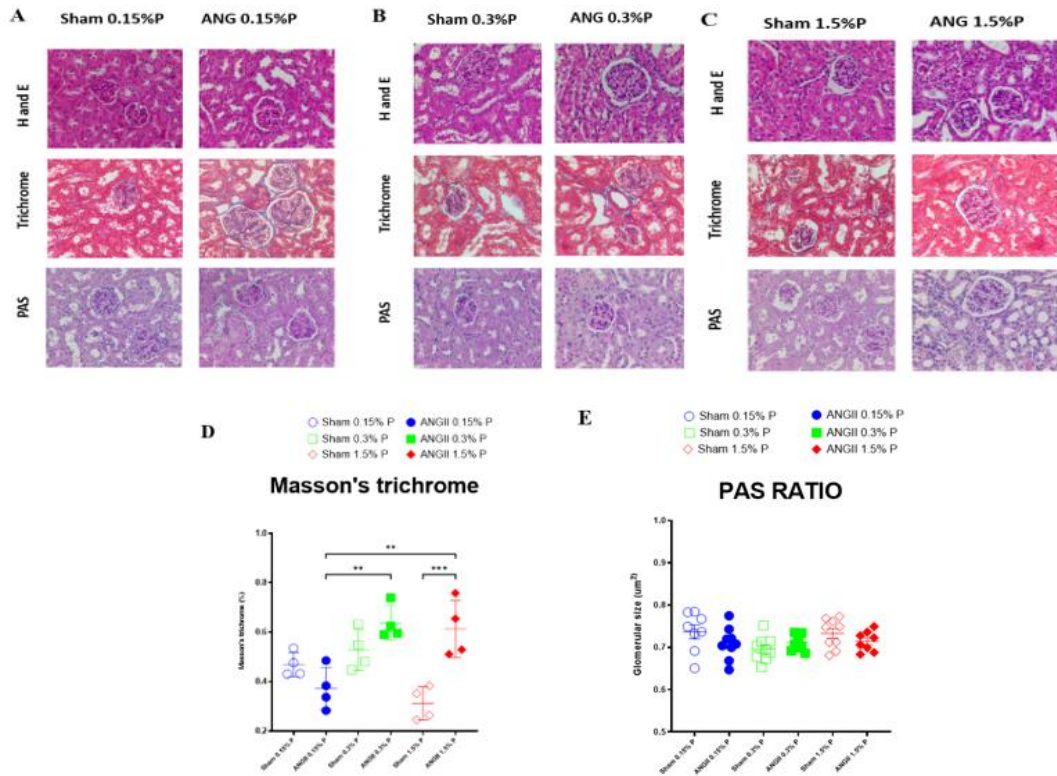 A
Sham 0.15%P
ANG 0.15%P
H and E
Trichrome
PAS
B
Sham 0.3%P
ANG 0.3%P
H and E
Trichrome
PAS
C
Sham 1.5%P
ANG 1.5%P
H and E
Trichrome
PAS
D
Sham 0.15% P
ANGII 0.15% P
Sham 0.3% P
ANGII 0.3% P
Sham 1.5% P
ANGII 1.5% P
Masson's trichrome
Masson's trichrome (%)
1.0
0.8
0.6
0.4
0.2
**
**
***
Sham 0.15% P
ANGII 0.15% P
Sham 0.3% P
ANGII 0.3% P
Sham 1.5% P
ANGII 1.5% P
E
Sham 0.15% P
ANGII 0.15% P
Sham 0.3% P
ANGII 0.3% P
Sham 1.5% P
ANGII 1.5% P
PAS RATIO
Glomerular size (um²)
1.0
0.9
0.8
0.7
0.6
0.5
Sham 0.15% P
ANGII 0.15% P
Sham 0.3% P
ANGII 0.3% P
Sham 1.5% P
ANGII 1.5% P